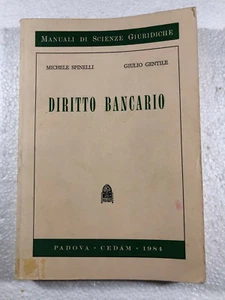 MANUALI DI SCIENZE GIURIDICHE
MICHELE SPINELLI GIULIO GENTILE
DIRITTO BANCARIO
PADOVA - CEDAM - 1984